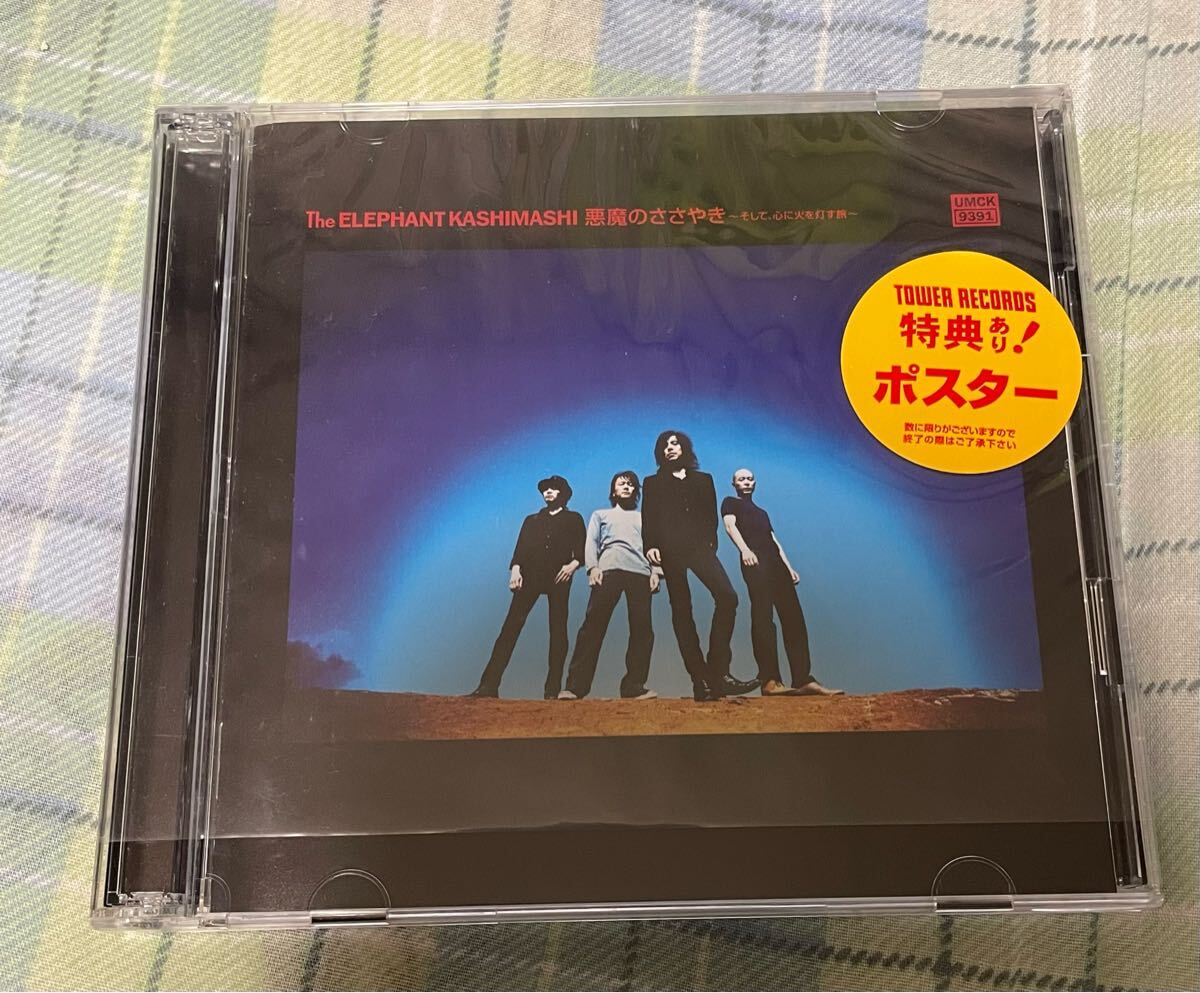 The ELEPHANT KASHIMASHI 悪魔のささやき～そして、心に火を灯す旅～
UMCK
9391
TOWER RECORDS
特典あり!
ポスター
数に限りがございますので
終了の際はご了承下さい